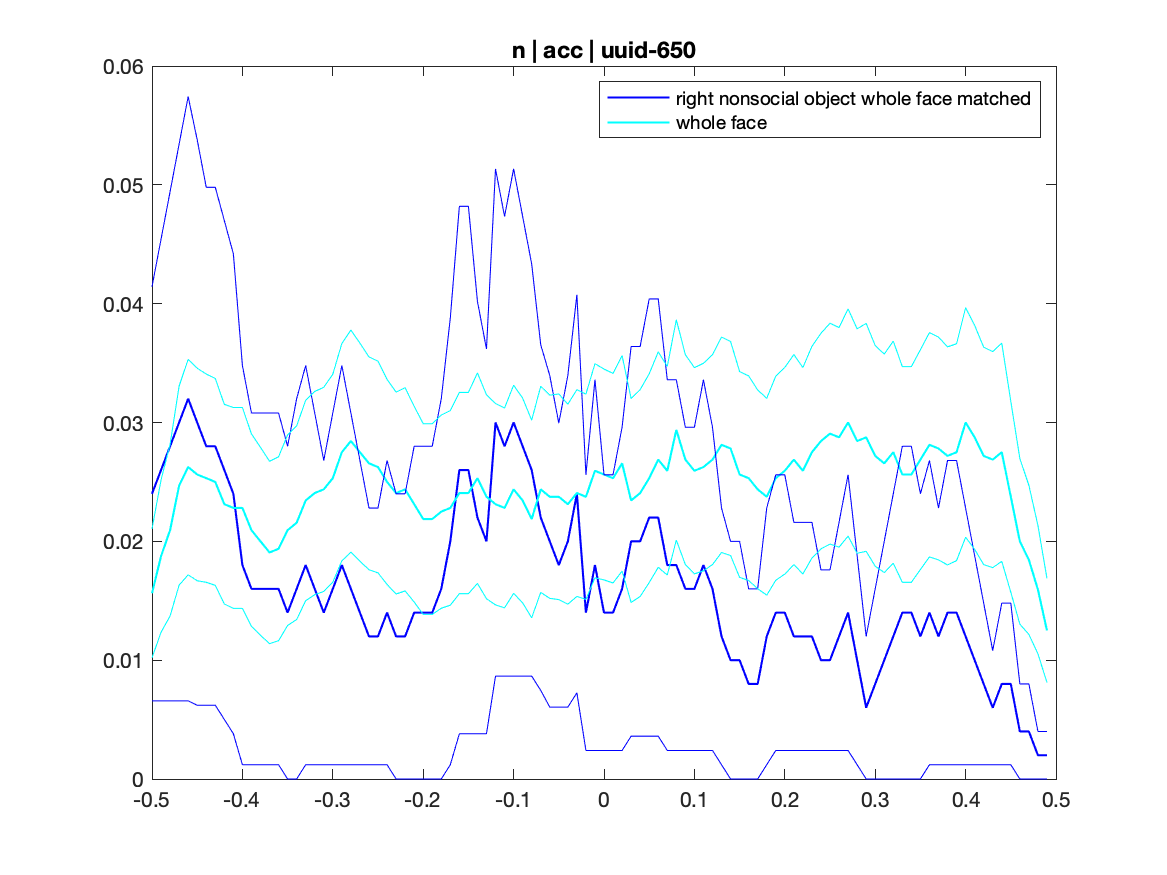 n | acc | uuid-650
0.06
right nonsocial object whole face matched
whole face
0.05
0.04
0.03
0.02
0.01
0
-0.5 -0.4 -0.3 -0.2 -0.1 0 0.1 0.2 0.3 0.4 0.5